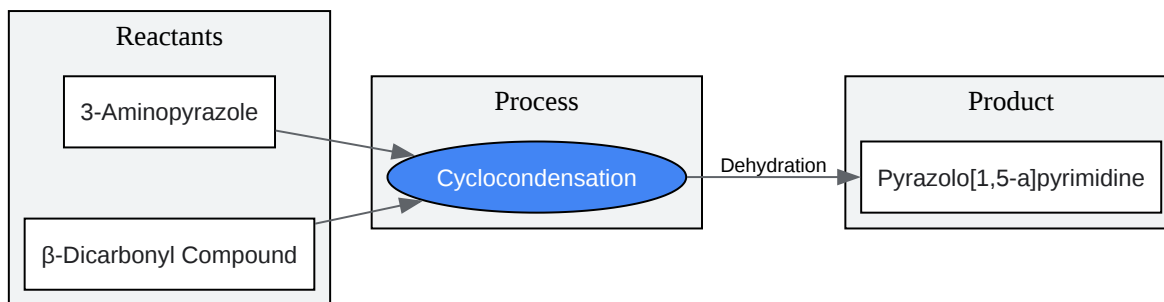 Reactants
3-Aminopyrazole
β-Dicarbonyl Compound
Process
Cyclocondensation
Dehydration
Product
Pyrazolo[1,5-a]pyrimidine